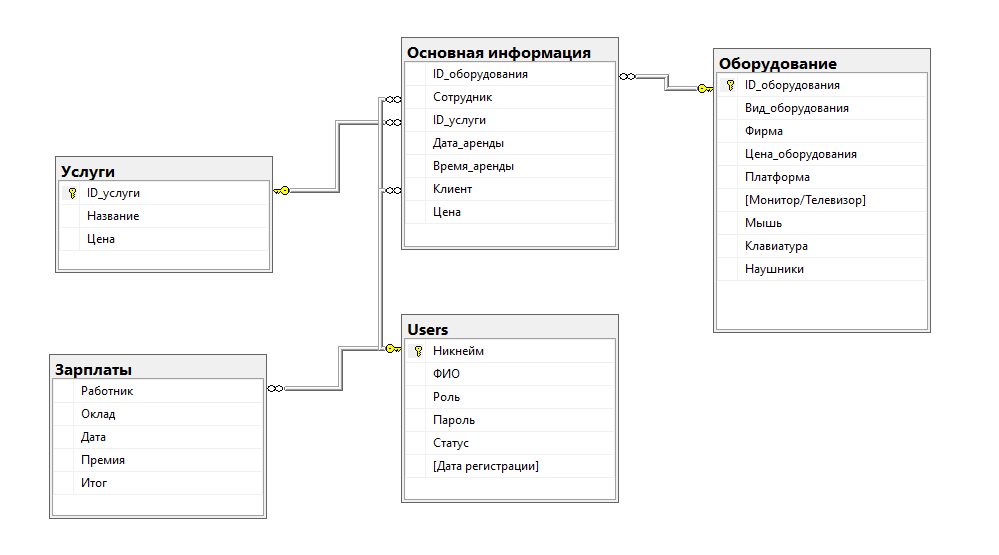 Основная информация
ID_оборудования
Сотрудник
ID_услуги
Дата_аренды
Время_аренды
Клиент
Цена
Оборудование
ID_оборудования
Вид_оборудования
Фирма
Цена_оборудования
Платформа
[Монитор/Телевизор]
Мышь
Клавиатура
Наушники
Услуги
ID_услуги
Название
Цена
Users
Никнейм
ФИО
Роль
Пароль
Статус
[Дата регистрации]
Зарплаты
Работник
Оклад
Дата
Премия
Итог